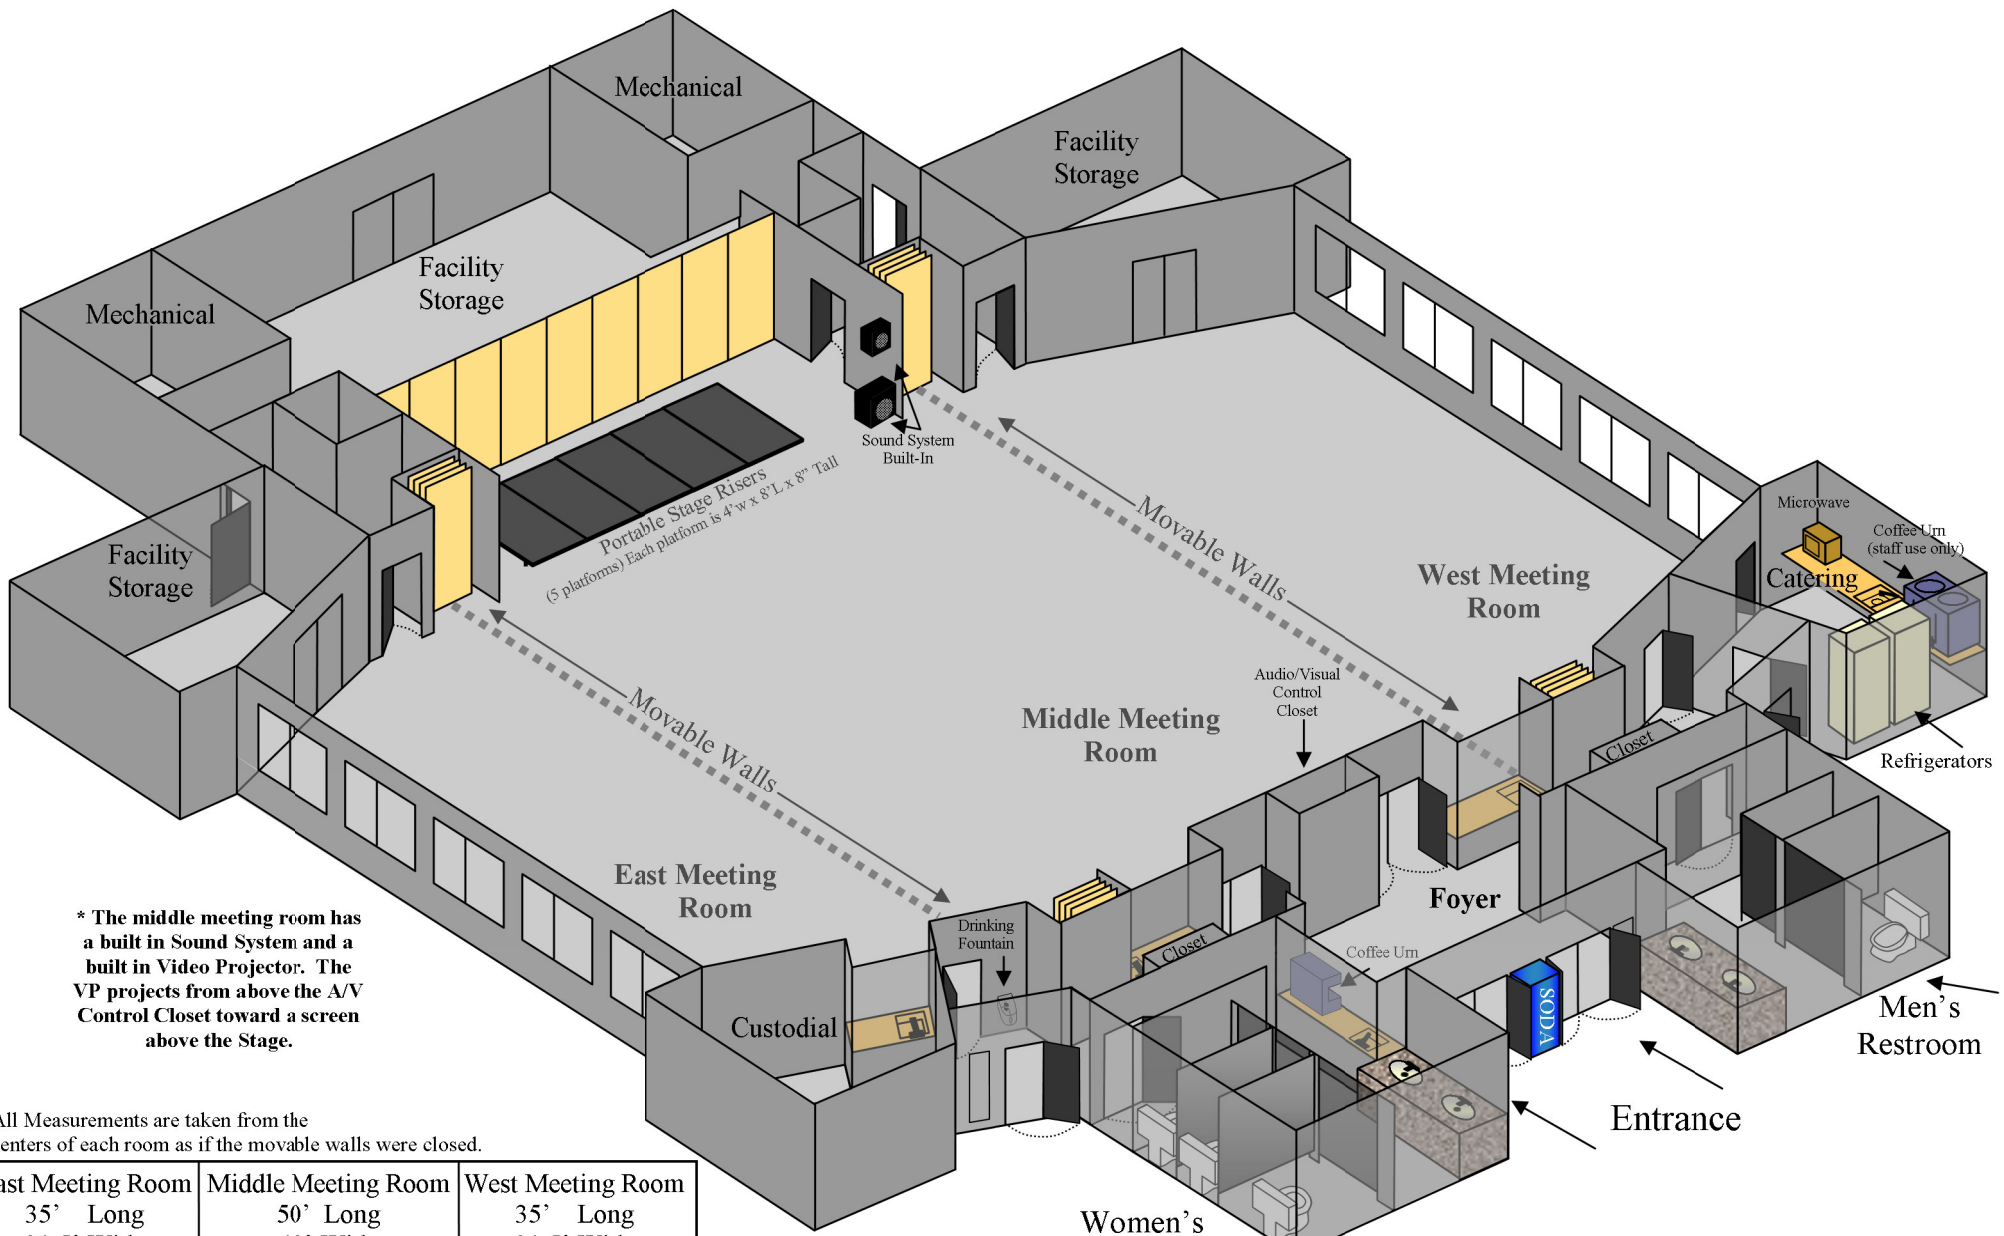 Mechanical
Facility
Storage
Facility
Storage
Mechanical
Sound System
Built-In
Portable Stage Risers
(5 platforms) Each platform is 4'w x 8'L x 8" Tall
Movable Walls
Microwave
Coffee Urn
(staff use only)
Catering
West Meeting
Room
Facility
Storage
Audio/Visual
Control
Closet
Movable Walls
Middle Meeting
Room
Closet
Refrigerators
East Meeting
Room
Foyer
Drinking
Fountain
Closet
Coffee Urn
SODA
Custodial
Men's
Restroom
Entrance
Women's
* The middle meeting room has
a built in Sound System and a
built in Video Projector. The
VP projects from above the A/V
Control Closet toward a screen
above the Stage.
All Measurements are taken from the
enters of each room as if the movable walls were closed.
ast Meeting Room
35' Long
Middle Meeting Room
50' Long
West Meeting Room
35' Long